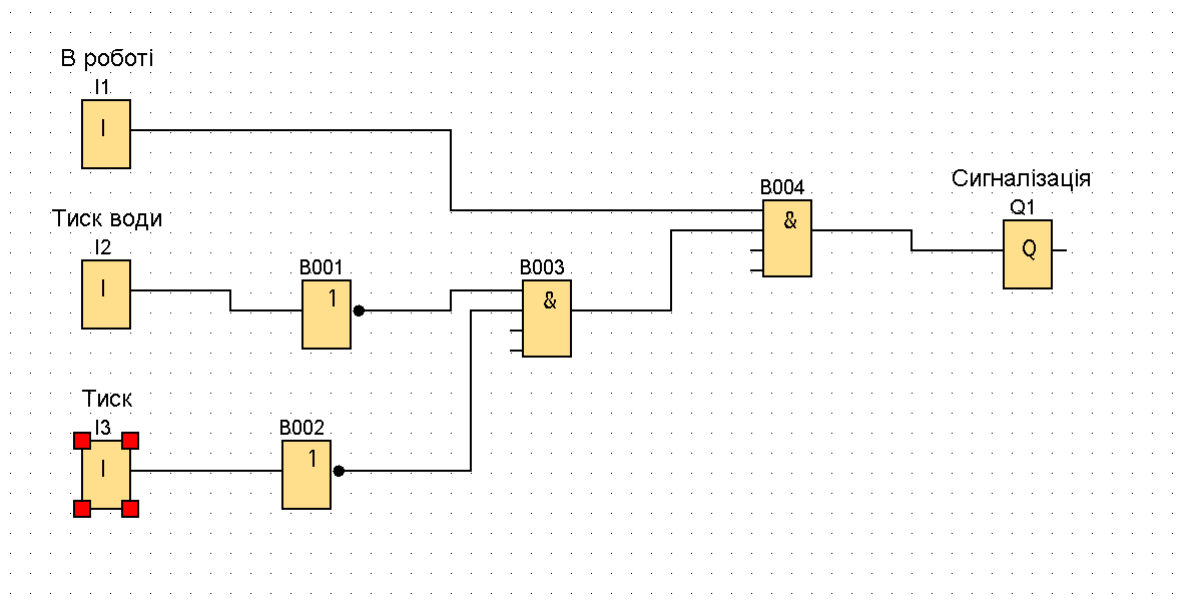 В роботі
I1
I
Тиск води
I2
I
B001
1
B003
&
B004
&
Сигналізація
Q1
Q
Тиск
I3
I
B002
1